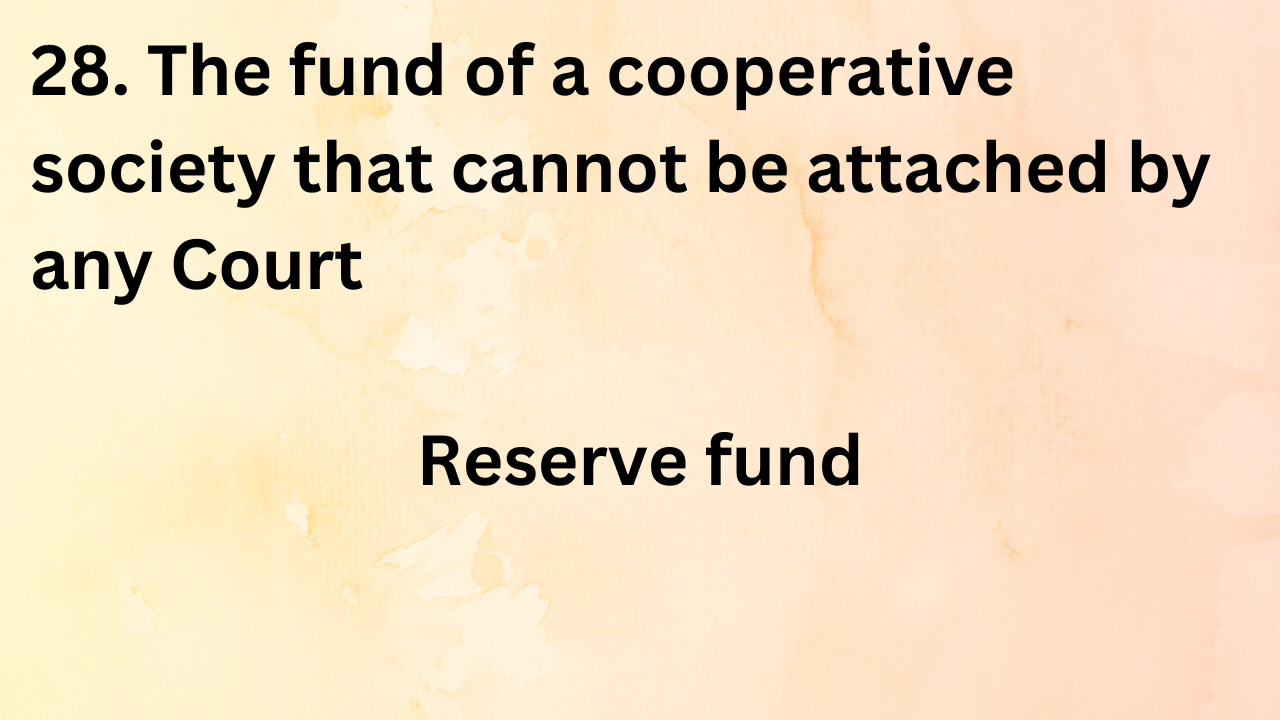 28. The fund of a cooperative
society that cannot be attached by
any Court
Reserve fund